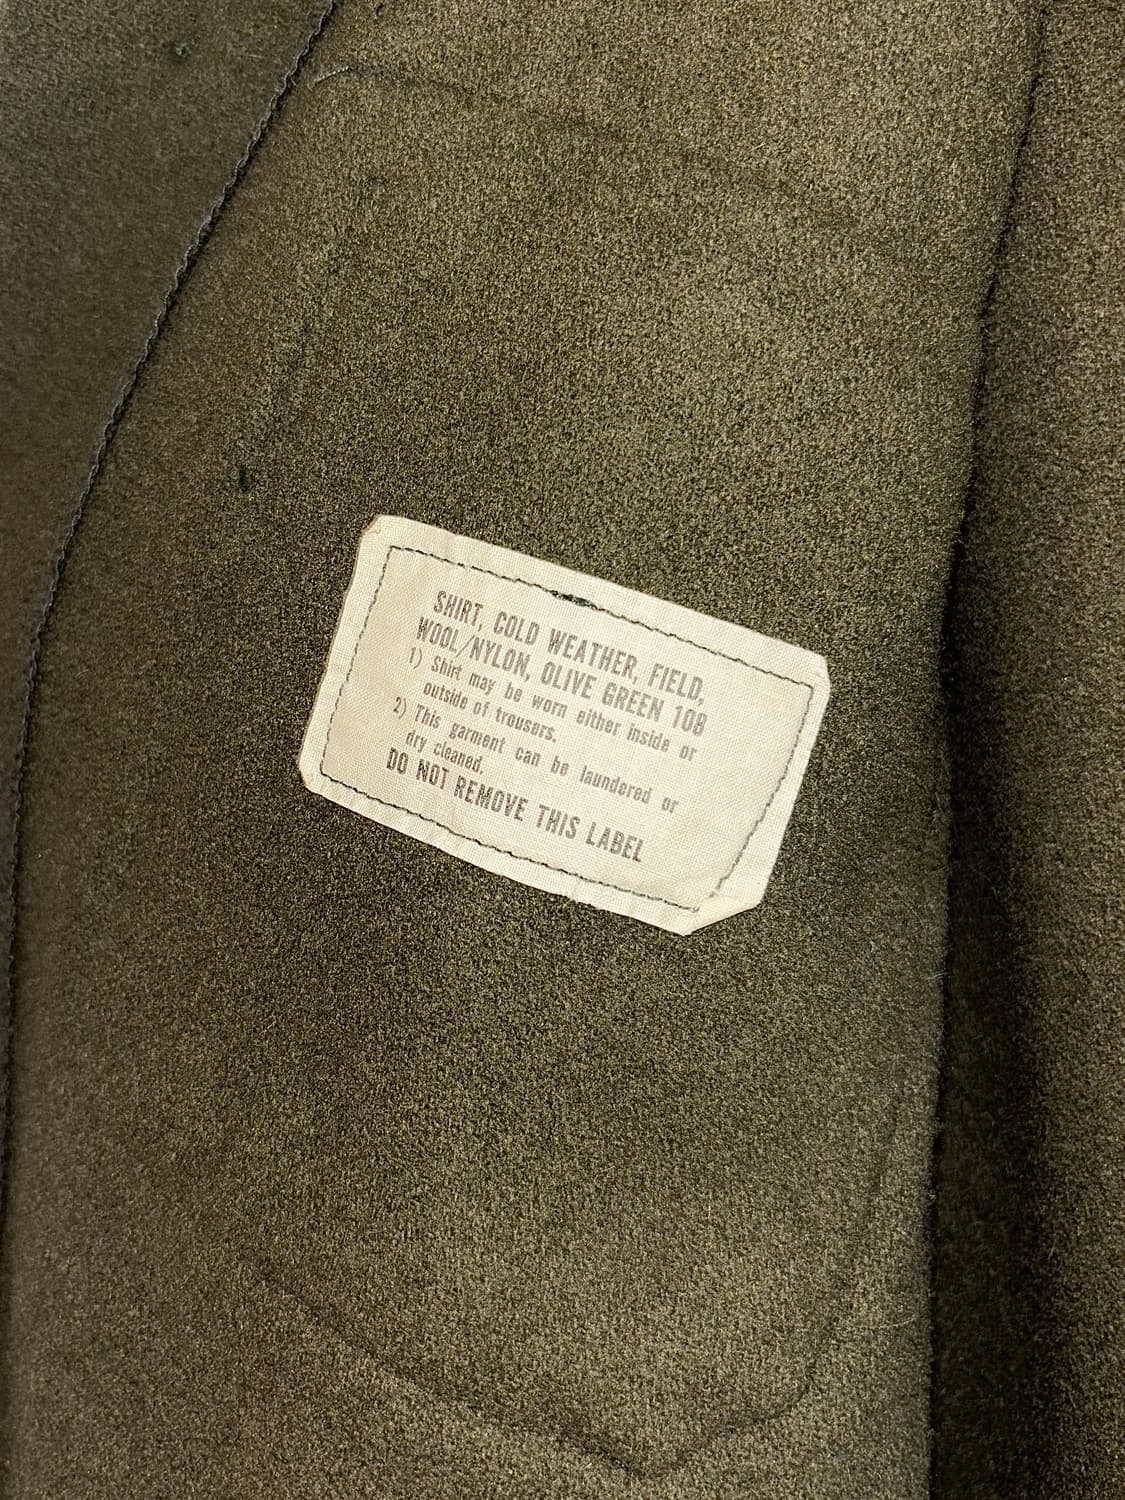 SHIRT, COLD WEATHER, FIELD,
WOOL/NYLON, OLIVE GREEN 108
1) Shirt may be worn either inside or
outside of trousers.
2) This garment can be laundered or
dry cleaned.
DO NOT REMOVE THIS LABEL